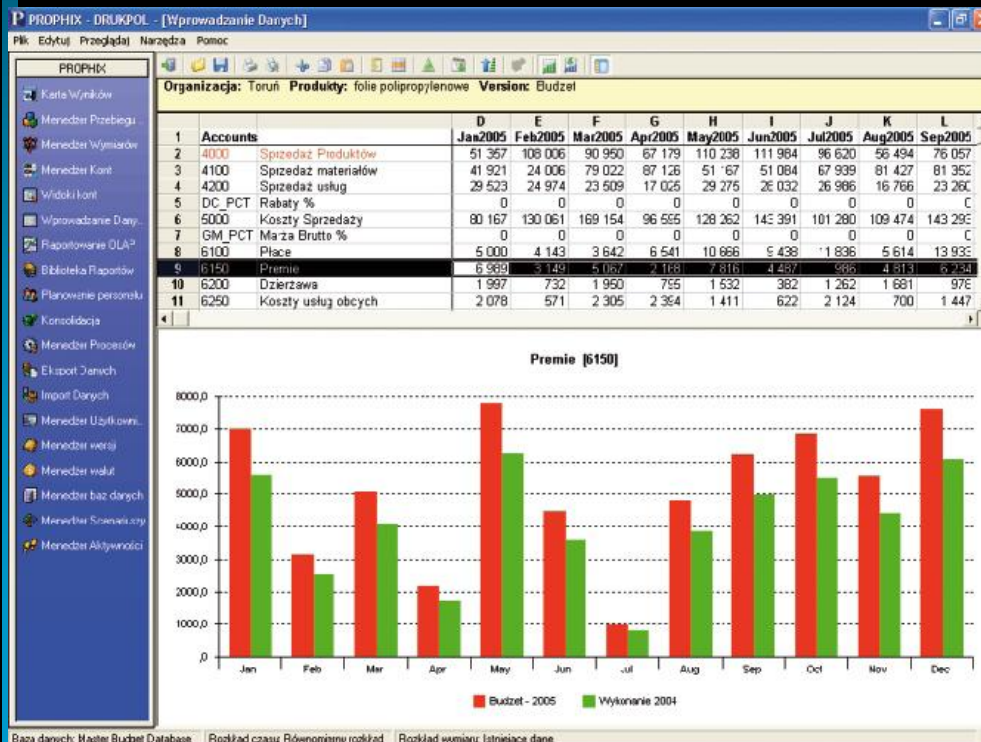 PROPHIX - DRUKPOL - [Wprowadzanie Danych]
Plik Edytuj Przeglądaj Narzędza Pomoc
PROPHIX
Karta Wyników
Menedżer Przebiegu...
Menedżer Wymiarów
Menedżer Kont
Widoki kont
Wprowadzanie Dany...
Raportowanie OLAP
Biblioteka Raportów
Planowanie personelu
Konsolidacja
Menedżer Procesów
Eksport Danych
Import Danych
Menedżer Użytkowni...
Menedżer wersji
Menedżer walut
Menedżer baz danych
Menedżer Scenariuszy
Menedżer Aktywności
Organizacja: Toruń Produkty: folie polipropylenowe Version: Budżet
D E F G H I J K L
1 Accounts Jan2005 Feb2005 Mar2005 Apr2005 May2005 Jun2005 Jul2005 Aug2005 Sep2005
2 4000 Sprzedaż Produktów 51 357 108 006 90 950 67 179 110 238 111 984 96 620 56 494 76 057
3 4100 Sprzedaż materiałów 41 921 24 006 79 022 87 126 51 167 51 084 67 939 81 427 81 352
4 4200 Sprzedaż usług 29 523 24 974 23 509 17 025 29 275 26 032 26 986 16 766 23 260
5 DC_PCT Rabaty % 0 0 0 0 0 0 0 0
6 5000 Koszty Sprzedaży 80 167 130 061 169 154 96 595 128 262 143 391 101 280 109 474 143 293
7 GM_PCT Marża Brutto % 0 0 0 0 0 0 0 0
8 6100 Płace 5 000 4 143 3 642 6 541 10 666 9 438 11 836 5 614 13 933
9 6150 Premie 6 989 3 149 5 067 2 168 7 816 4 487 986 4 813 6 234
10 6200 Dzierżawa 1 997 732 1 950 795 1 532 382 1 262 1 681 976
11 6250 Koszty usług obcych 2 078 571 2 305 2 394 1 411 622 2 124 700 1 447
Premie [6150]
8000,0
7000,0
6000,0
5000,0
4000,0
3000,0
2000,0
1000,0
,0
Jan Feb Mar Apr May Jun Jul Aug Sep Oct Nov Dec
Budżet - 2005 Wykonanie 2004
Baza danych: Master Budget Database Rozkład czasu: Równomierny rozkład Rozkład wymiaru: Istniejące dane